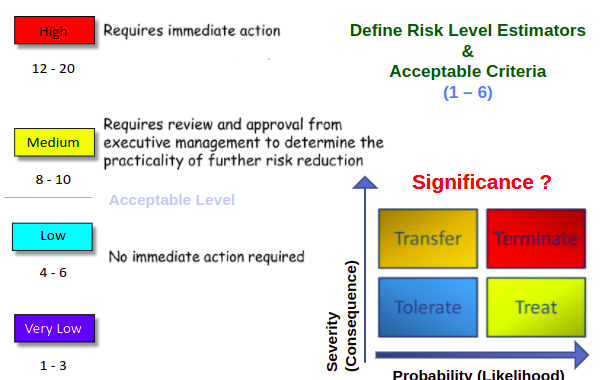 High
Requires immediate action
12 - 20
Medium
Requires review and approval from
executive management to determine the
practicality of further risk reduction
8 - 10
Acceptable Level
Low
No immediate action required
4 - 6
Very Low
1 - 3
Define Risk Level Estimators
&
Acceptable Criteria
(1 – 6)
Significance ?
Transfer
Terminate
Tolerate
Treat
Severity
(Consequence)
Probability (Likelihood)